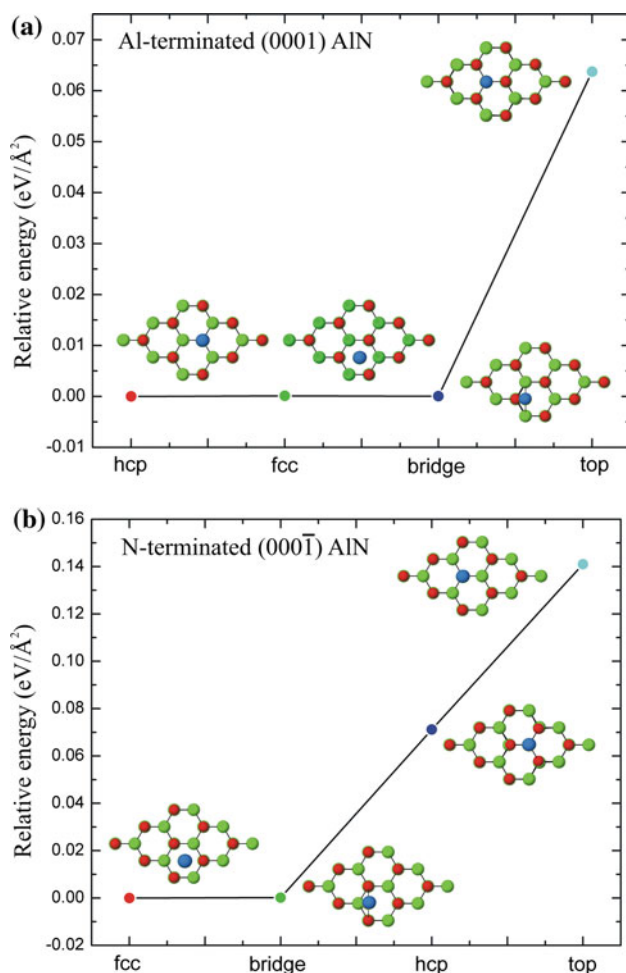 (a)
Al-terminated (0001) AlN
Relative energy (eV/Å²)
0.07
0.06
0.05
0.04
0.03
0.02
0.01
0.00
-0.01
hcp fcc bridge top
(b)
N-terminated (0001̄) AlN
Relative energy (eV/Å²)
0.16
0.14
0.12
0.10
0.08
0.06
0.04
0.02
0.00
-0.02
fcc bridge hcp top